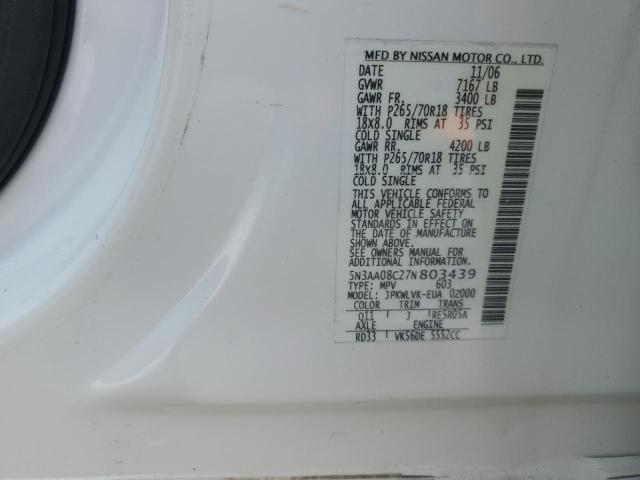 MFD BY NISSAN MOTOR CO., LTD.
DATE 11/06
GVWR 7167 LB
GAWR FR. 3400 LB
WITH P265/70R18 TIRES
18X8.0 RIMS AT 35 PSI
COLD SINGLE
GAWR RR. 4200 LB
WITH P265/70R18 TIRES
18X8.0 RIMS AT 35 PSI
COLD SINGLE
THIS VEHICLE CONFORMS TO
ALL APPLICABLE FEDERAL
MOTOR VEHICLE SAFETY
STANDARDS IN EFFECT ON
THE DATE OF MANUFACTURE
SHOWN ABOVE.
SEE OWNERS MANUAL FOR
ADDITIONAL INFORMATION
5N3AA08C27N803439
TYPE: MPV 603
MODEL: JPKWLVK-EUA 0Z000
COLOR TRIM TRANS
Q11 J RE5R05A
AXLE ENGINE
RD33 VK56DE 5552CC